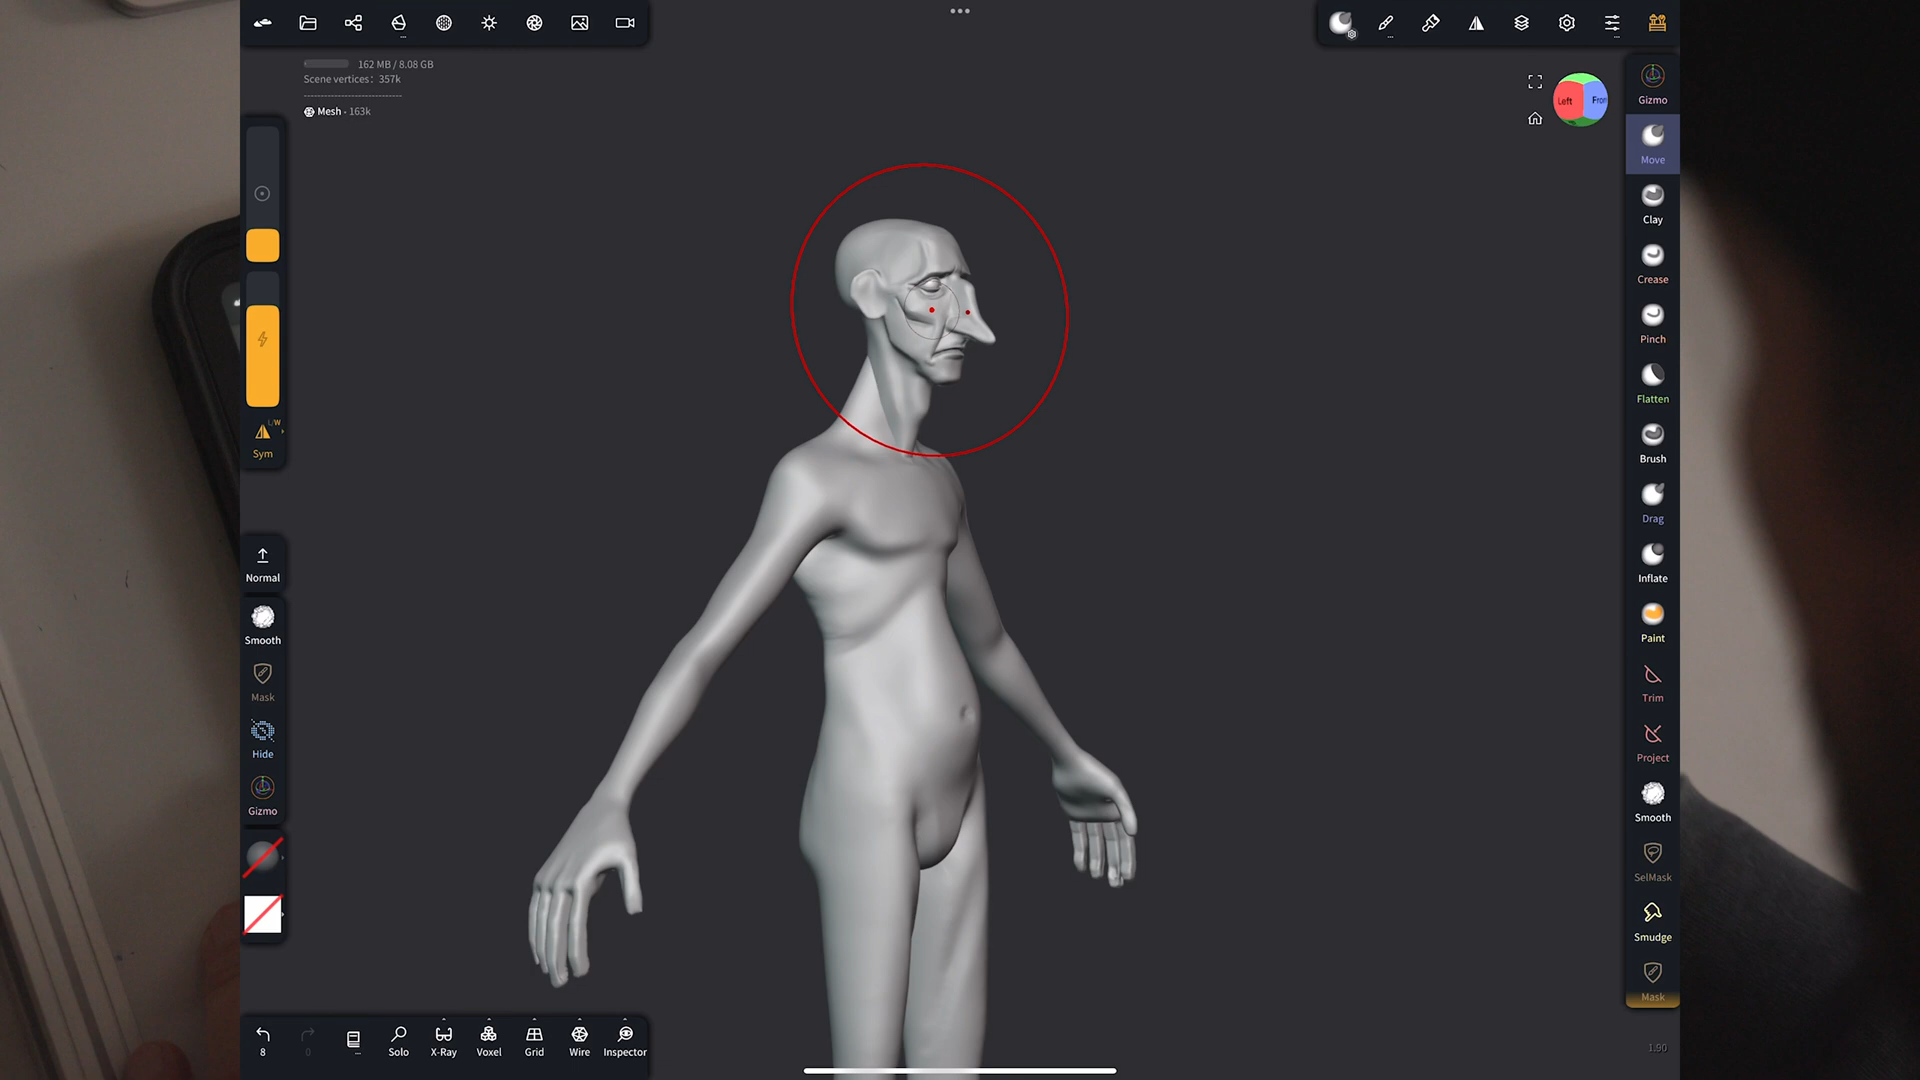 162 MB / 8.08 GB
Scene vertices: 357k
Mesh - 163k
Left
Fron
Gizmo
Move
Clay
Crease
Pinch
Flatten
Brush
Drag
Inflate
Paint
Trim
Project
Smooth
SelMask
Smudge
Mask
L/W
Sym
Normal
Smooth
Mask
Hide
Gizmo
8
0
Solo
X-Ray
Voxel
Grid
Wire
Inspector
1.90